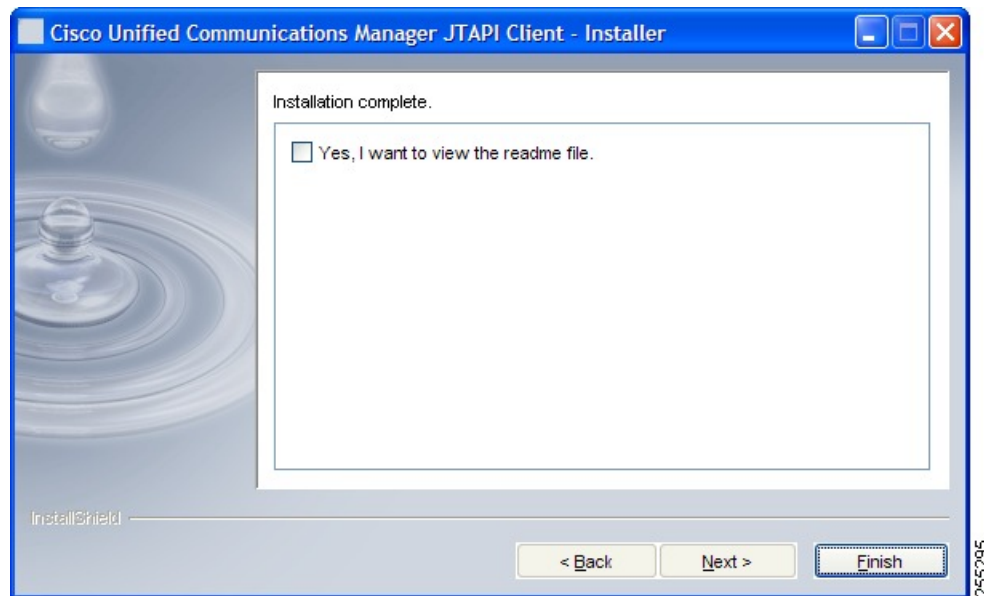 Cisco Unified Communications Manager JTAPI Client - Installer
Installation complete.
Yes, I want to view the readme file.
InstallShield
< Back
Next >
Finish
255295